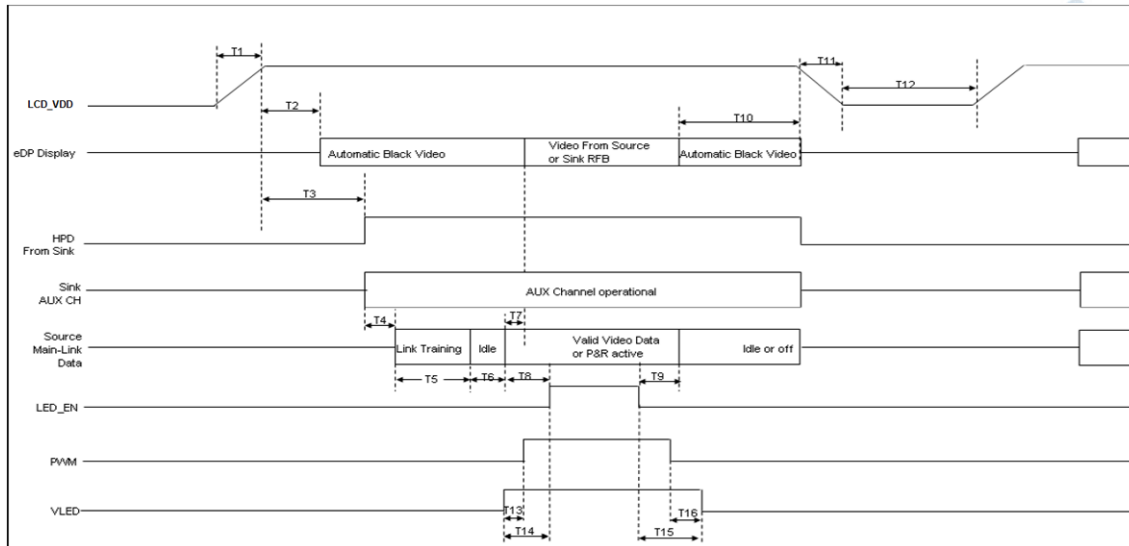 T1
T11
T12
LCD_VDD
T2
T10
eDP Display
Automatic Black Video
Video From Source
or Sink RFB
Automatic Black Video
T3
HPD
From Sink
Sink
AUX CH
AUX Channel operational
T4
T7
Source
Main-Link
Data
Link Training
Idle
Valid Video Data
or P&R active
Idle or off
T5
T6
T8
T9
LED_EN
PWM
VLED
T13
T14
T15
T16